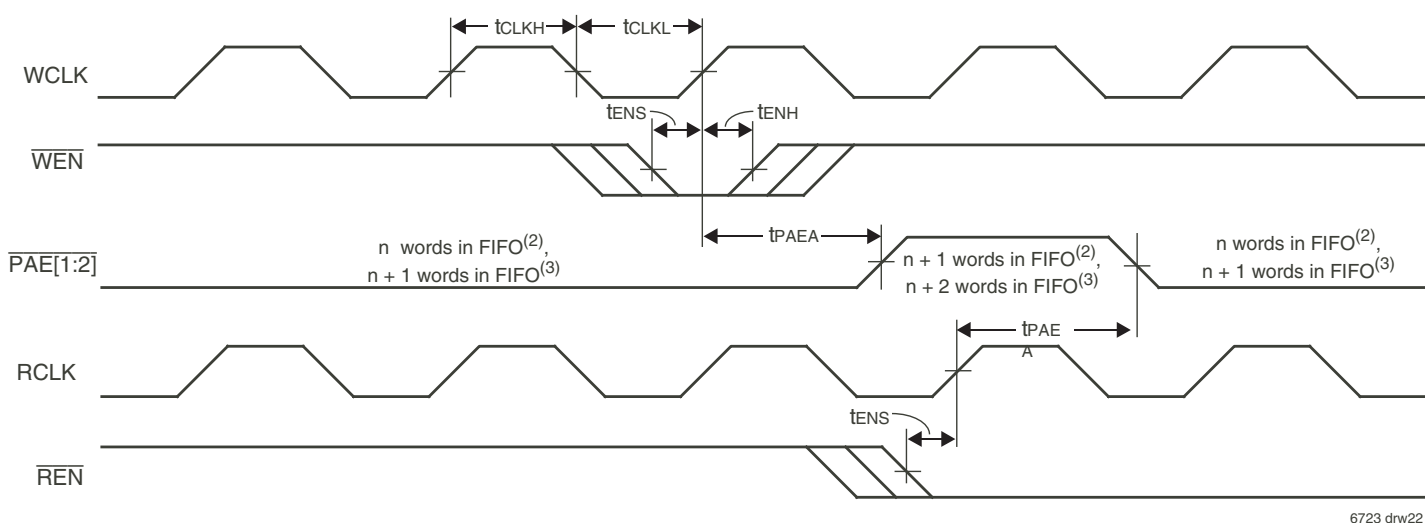 tCLKH
tCLKL
WCLK
tENS
tENH
WEN
tPAEA
PAE[1:2]
n words in FIFO(2),
n + 1 words in FIFO(3)
n + 1 words in FIFO(2),
n + 2 words in FIFO(3)
n words in FIFO(2),
n + 1 words in FIFO(3)
tPAE
A
RCLK
tENS
REN
6723 drw22